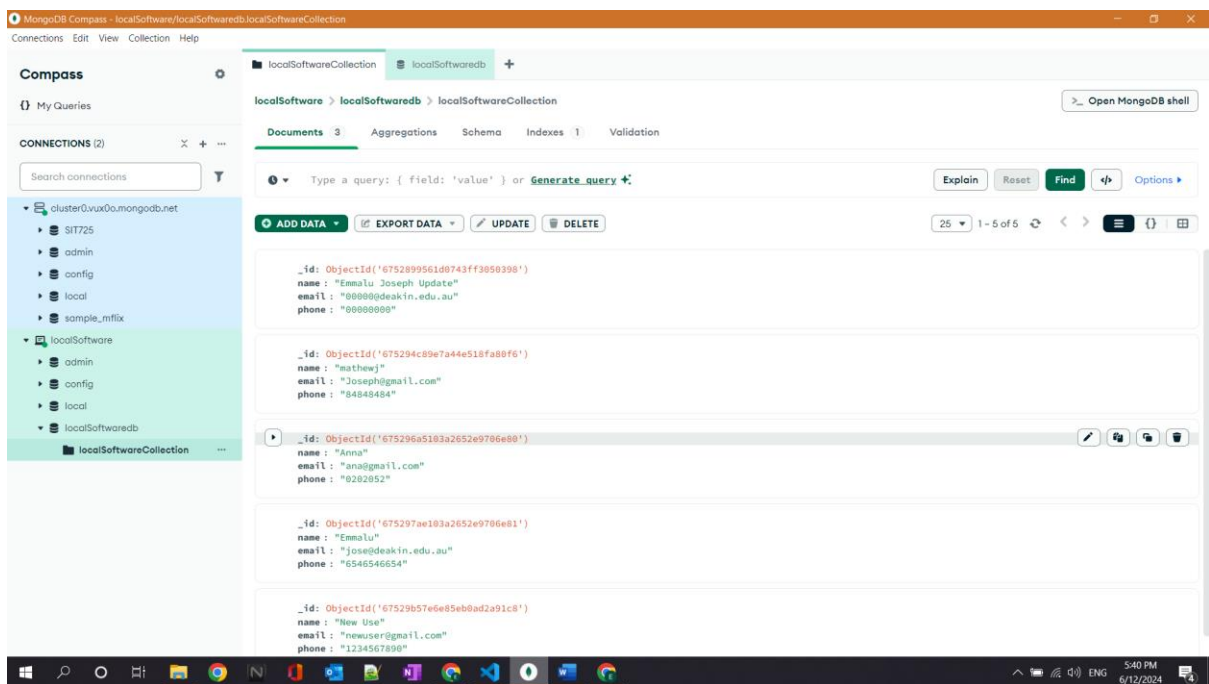 MongoDB Compass - localSoftware/localSoftwaredb.localSoftwareCollection
Connections Edit View Collection Help
Compass
{} My Queries
CONNECTIONS (2)
Search connections
cluster0.vux0o.mongodb.net
SIT725
admin
config
local
sample_mflix
localSoftware
admin
config
local
localSoftwaredb
localSoftwareCollection
localSoftwareCollection localSoftwaredb +
localSoftware > localSoftwaredb > localSoftwareCollection
>_ Open MongoDB shell
Documents 3 Aggregations Schema Indexes 1 Validation
Type a query: { field: 'value' } or Generate query
Explain Reset Find </> Options
ADD DATA EXPORT DATA UPDATE DELETE
25 1 – 5 of 5 {}
_id: ObjectId('6752899561d0743ff3050398')
name : "Emmalu Joseph Update"
email : "00000@deakin.edu.au"
phone : "00000000"
_id: ObjectId('675294c89e7a44e518fa80f6')
name : "mathewj"
email : "Joseph@gmail.com"
phone : "84848484"
_id: ObjectId('675296a5103a2652e9706e80')
name : "Anna"
email : "ana@gmail.com"
phone : "0202052"
_id: ObjectId('675297ae103a2652e9706e81')
name : "Emmalu"
email : "jose@deakin.edu.au"
phone : "6546546654"
_id: ObjectId('67529b57e6e85eb0ad2a91c8')
name : "New Use"
email : "newuser@gmail.com"
phone : "1234567890"
ENG
5:40 PM
6/12/2024
4